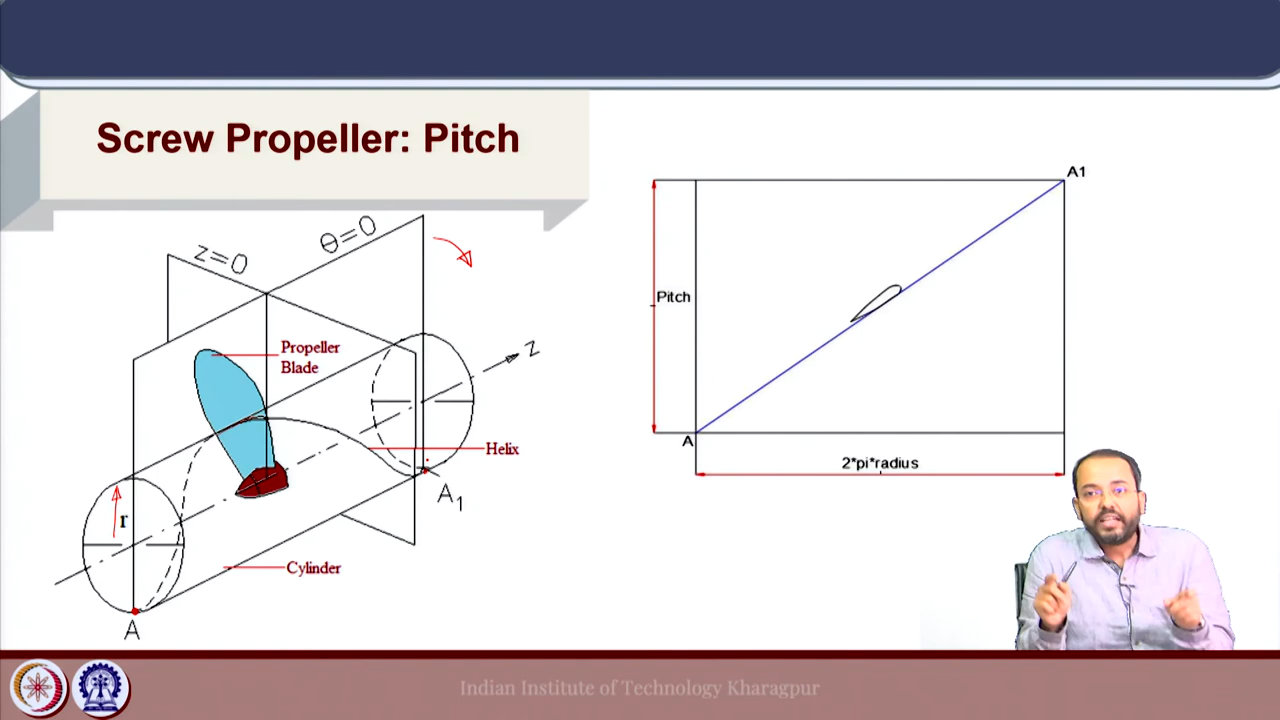 Screw Propeller: Pitch
z=0
θ=0
Propeller
Blade
z
Helix
r
A1
Cylinder
A
A1
Pitch
A
2*pi*radius
Indian Institute of Technology Kharagpur